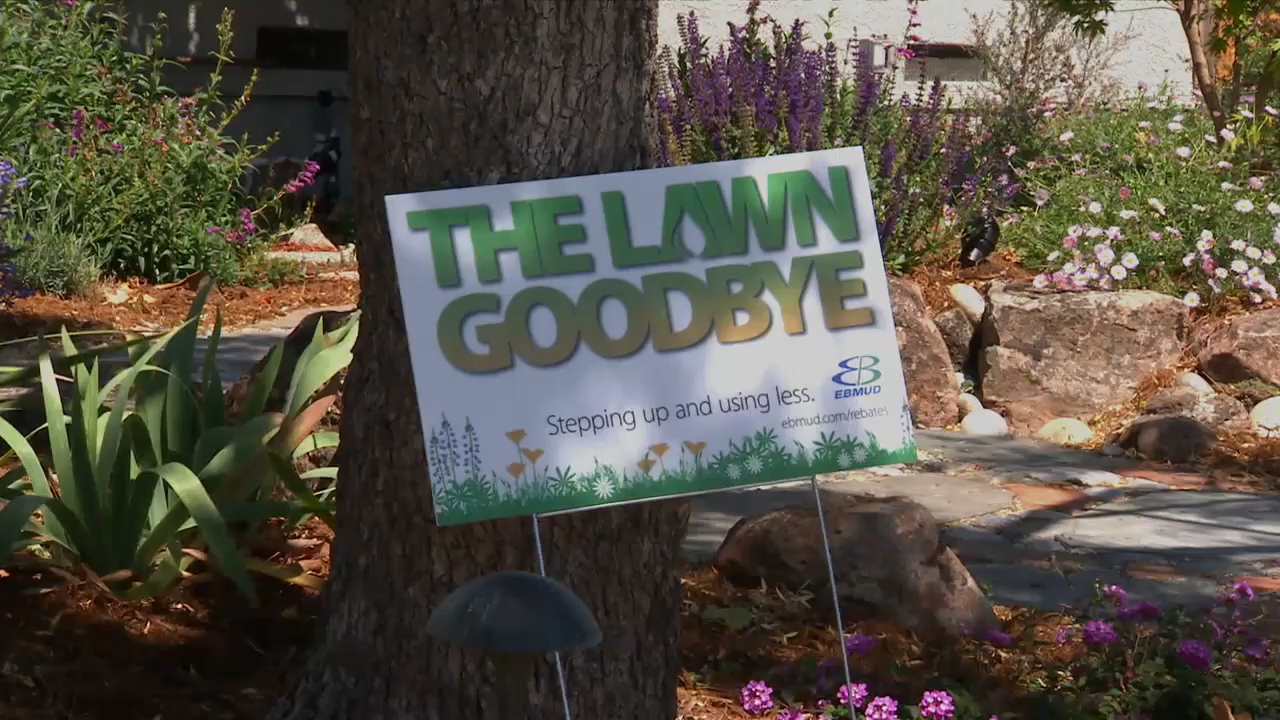 THE LAWN
GOODBYE
Stepping up and using less.
EBMUD
ebmud.com/rebates